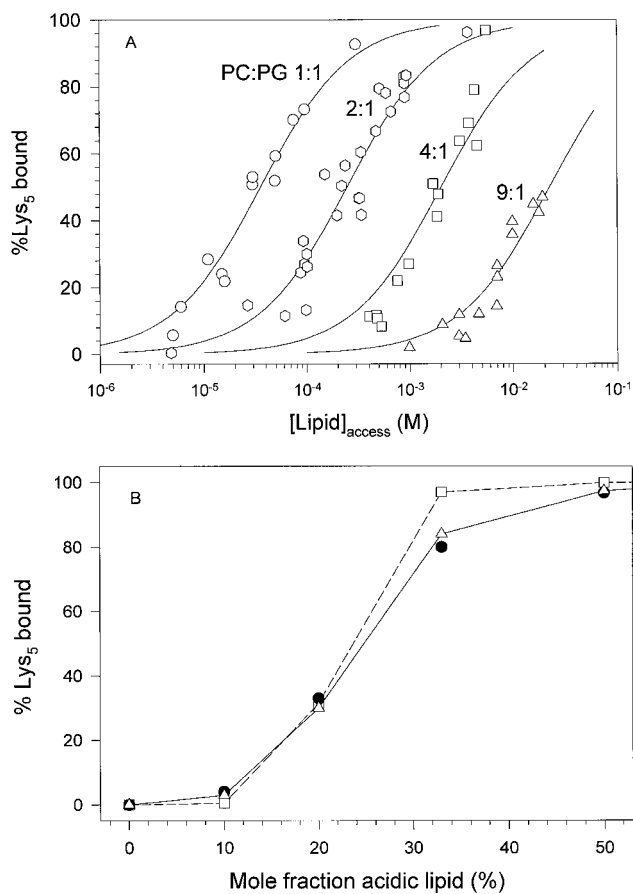 A
PC:PG 1:1
2:1
4:1
9:1
100
80
60
40
20
0
%Lys₅ bound
10⁻⁶ 10⁻⁵ 10⁻⁴ 10⁻³ 10⁻² 10⁻¹
[Lipid]access (M)
B
100
80
60
40
20
0
% Lys₅ bound
0 10 20 30 40 50
Mole fraction acidic lipid (%)